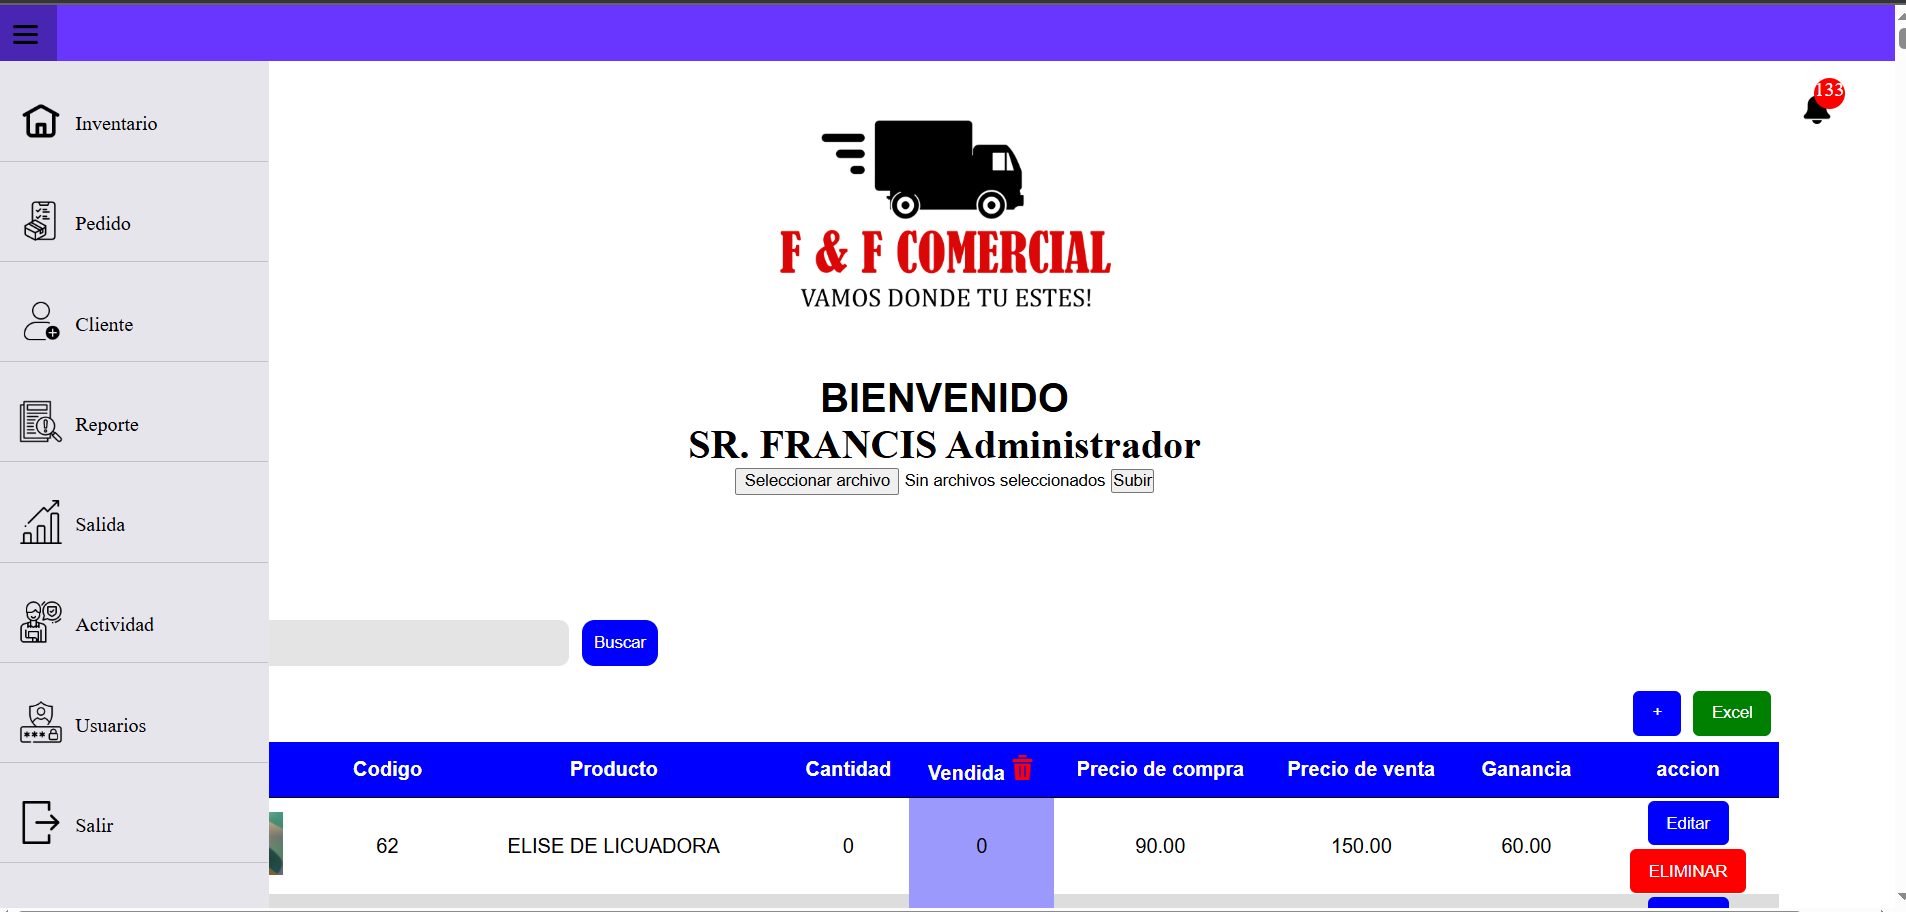 133
Inventario
Pedido
Cliente
Reporte
Salida
Actividad
Usuarios
Salir
F & F COMERCIAL
VAMOS DONDE TU ESTES!
BIENVENIDO
SR. FRANCIS Administrador
Seleccionar archivo Sin archivos seleccionados Subir
Buscar
+ Excel
Codigo Producto Cantidad Vendida Precio de compra Precio de venta Ganancia accion
62 ELISE DE LICUADORA 0 0 90.00 150.00 60.00 Editar
ELIMINAR